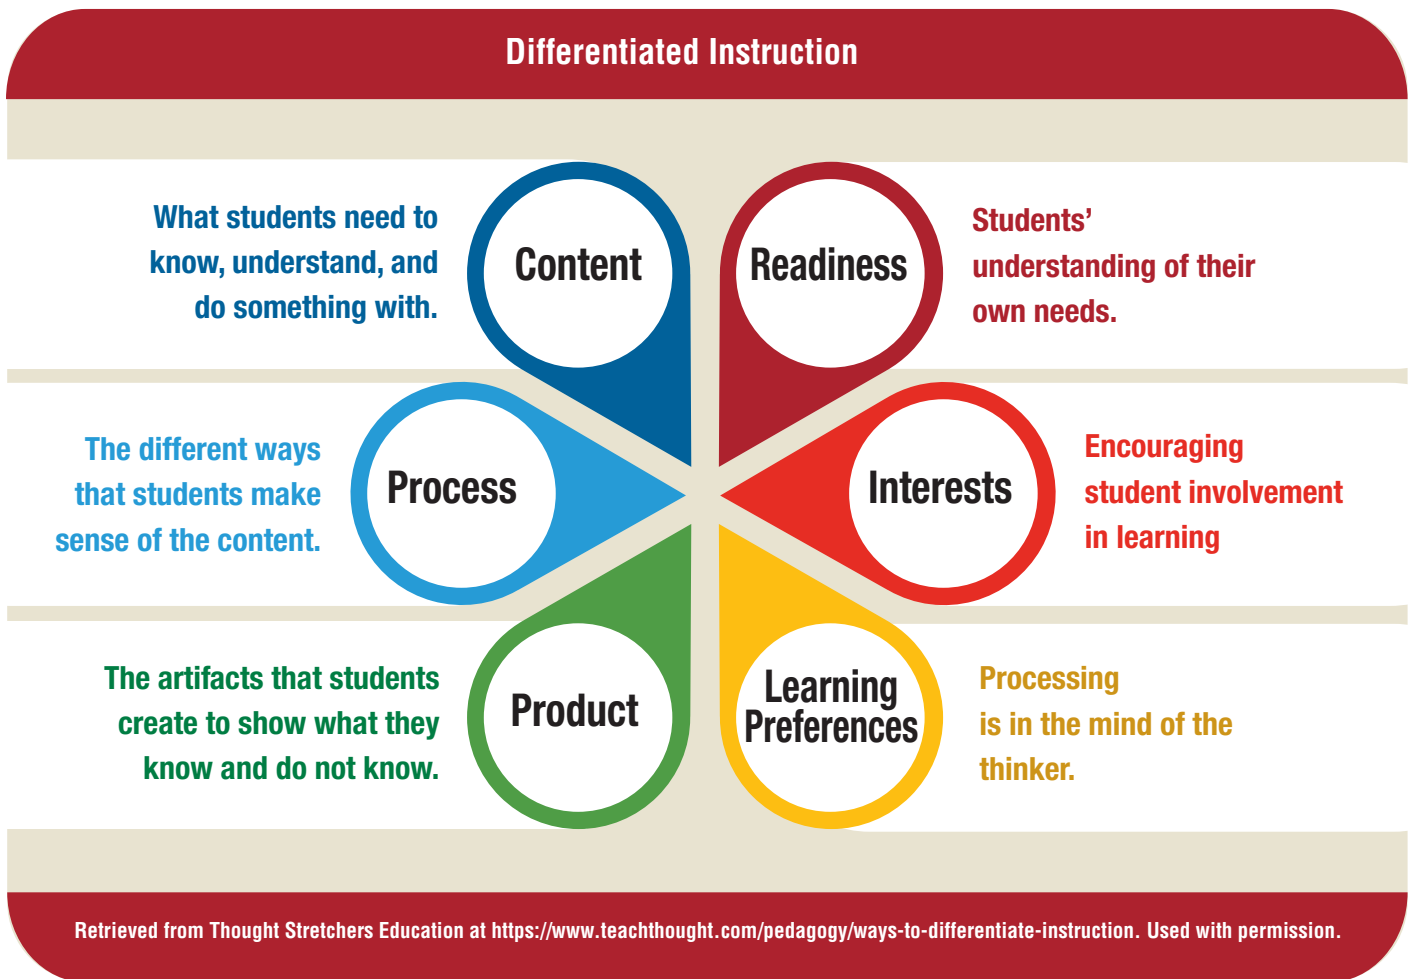 Differentiated Instruction
What students need to
know, understand, and
do something with.
Content
Readiness
Students’
understanding of their
own needs.
The different ways
that students make
sense of the content.
Process
Interests
Encouraging
student involvement
in learning
The artifacts that students
create to show what they
know and do not know.
Product
Learning
Preferences
Processing
is in the mind of the
thinker.
Retrieved from Thought Stretchers Education at https://www.teachthought.com/pedagogy/ways-to-differentiate-instruction. Used with permission.